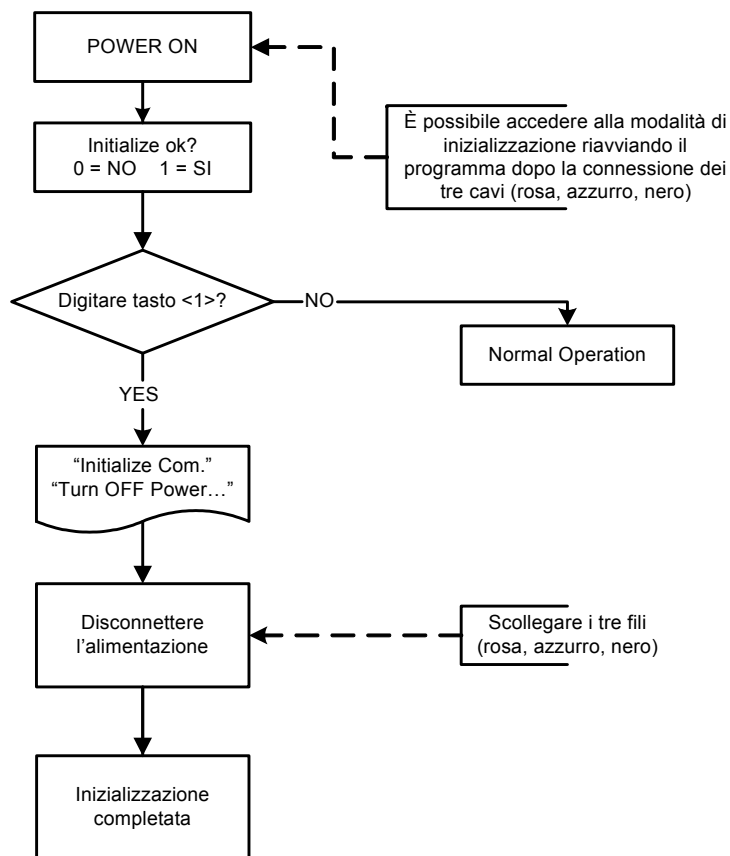 POWER ON
È possibile accedere alla modalità di
inizializzazione riavviando il
programma dopo la connessione dei
tre cavi (rosa, azzurro, nero)
Initialize ok?
0 = NO 1 = SI
Digitare tasto <1>?
NO
Normal Operation
YES
“Initialize Com.”
“Turn OFF Power…”
Disconnettere
l’alimentazione
Scollegare i tre fili
(rosa, azzurro, nero)
Inizializzazione
completata